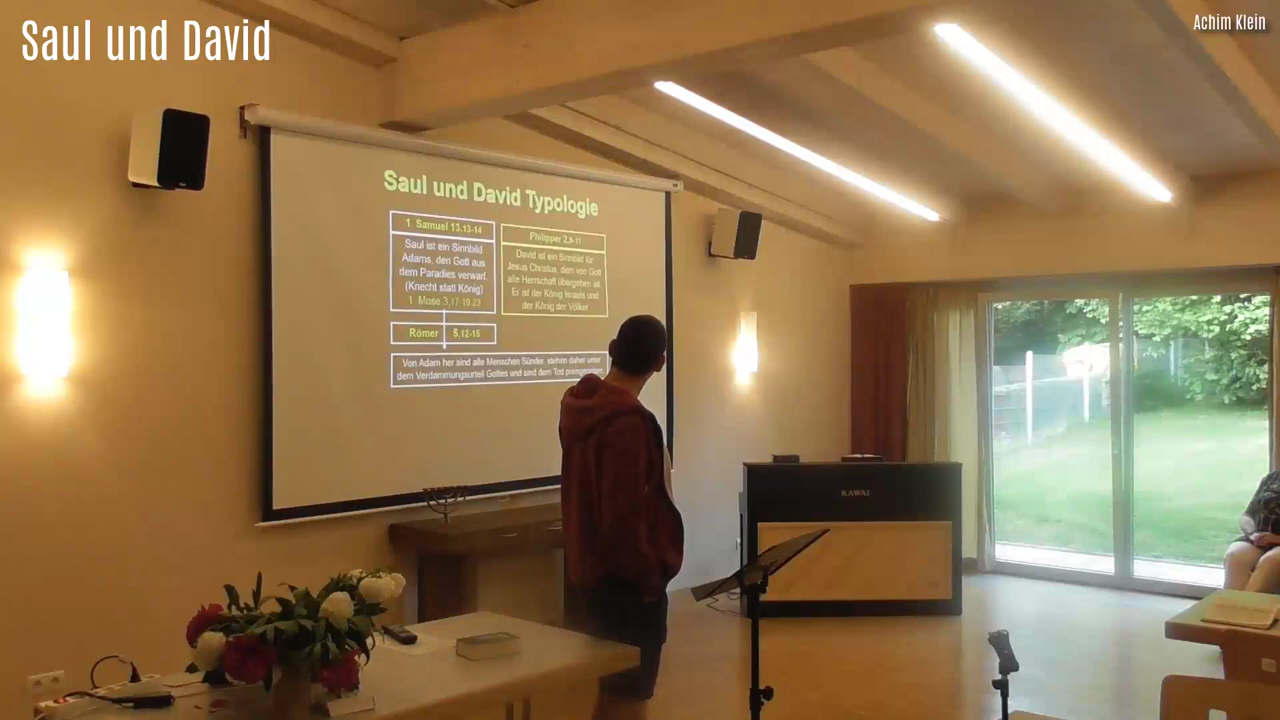 Saul und David
Achim Klein
Saul und David Typologie
1. Samuel 13,13-14
Saul ist ein Sinnbild
Adams, den Gott aus
dem Paradies verwarf.
(Knecht statt König)
1. Mose 3,17-19.23
Philipper 2,9-11
David ist ein Sinnbild für
Jesus Christus, dem von Gott
alle Herrschaft übergeben ist.
Er ist der König Israels und
der König der Völker
Römer 5,12-15
Von Adam her sind alle Menschen Sünder, stehen daher unter
dem Verdammungsurteil Gottes und sind dem Tod preisgegeben.
KAWAI